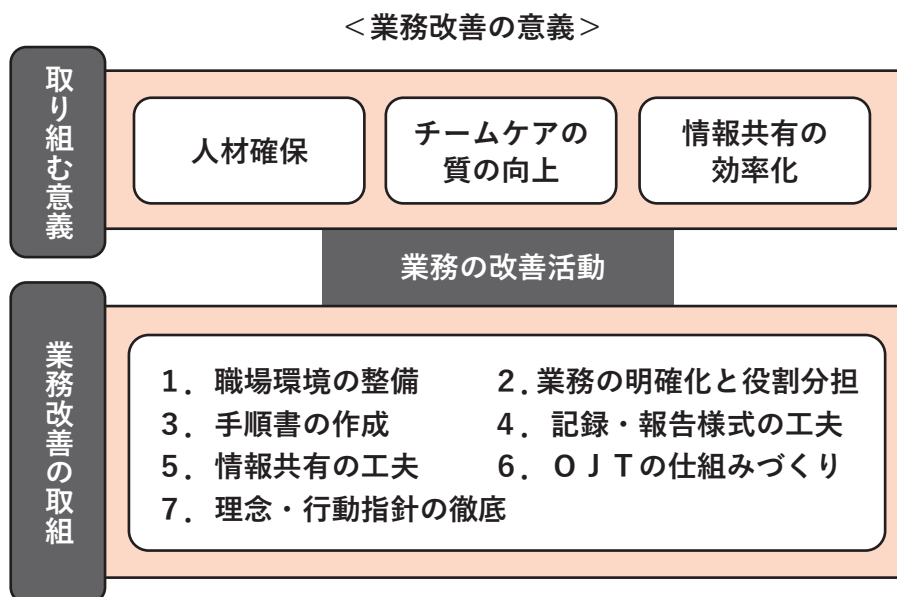 ＜業務改善の意義＞
取り組む意義
人材確保
チームケアの
質の向上
情報共有の
効率化
業務の改善活動
業務改善の取組
1．職場環境の整備
2．業務の明確化と役割分担
3．手順書の作成
4．記録・報告様式の工夫
5．情報共有の工夫
6．ＯＪＴの仕組みづくり
7．理念・行動指針の徹底